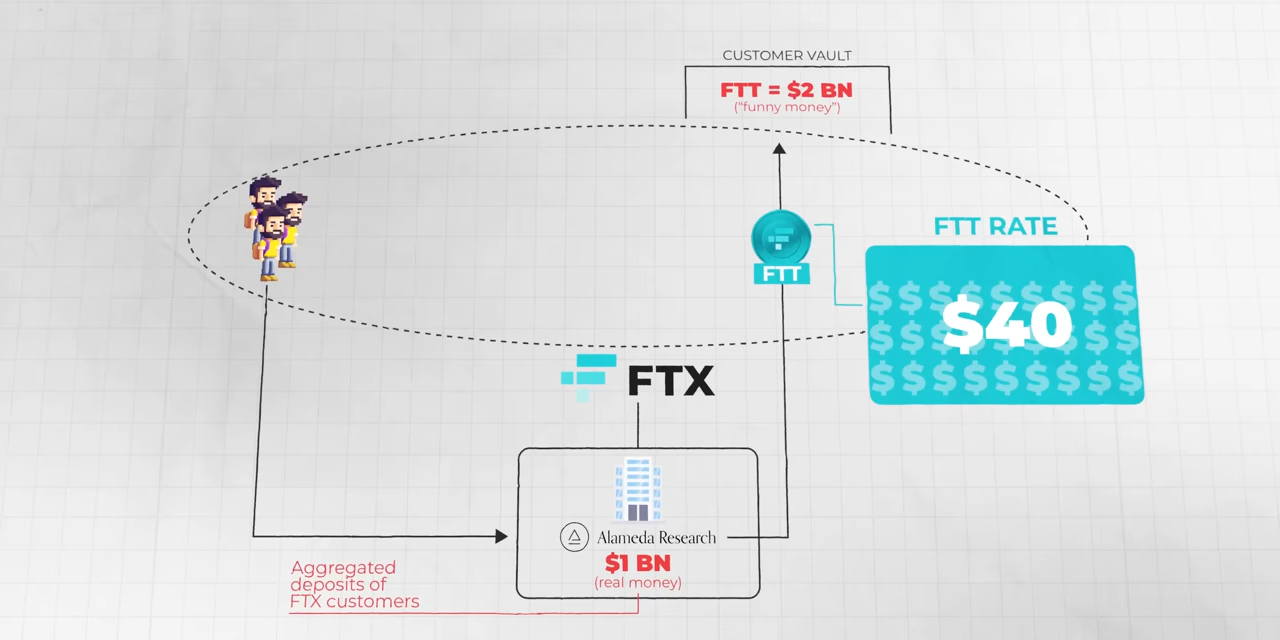 CUSTOMER VAULT
FTT = $2 BN
("funny money")
FTT RATE
FTT
$40
FTX
Alameda Research
$1 BN
(real money)
Aggregated
deposits of
FTX customers